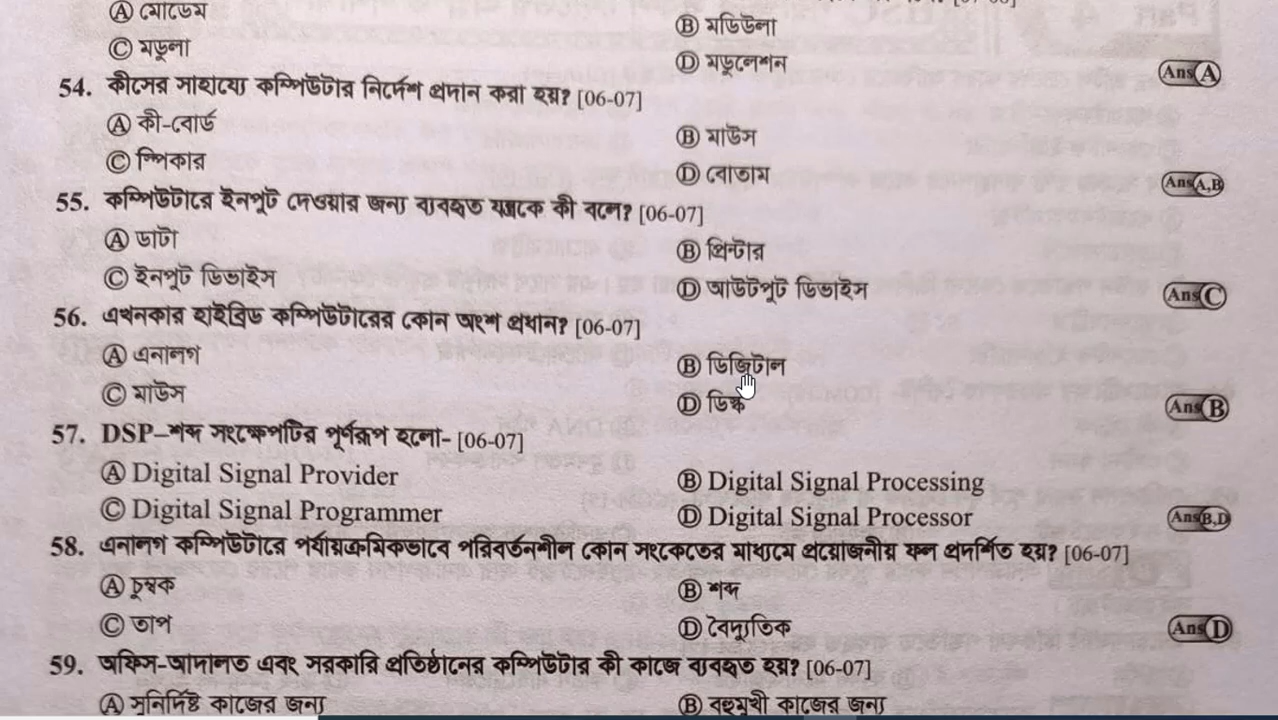 Ⓐ মোডেম
Ⓑ মডিউলা
Ⓒ মডুলা
Ⓓ মডুলেশন
Ans Ⓐ
54. কীসের সাহায্যে কম্পিউটার নির্দেশ প্রদান করা হয়? [06-07]
Ⓐ কী-বোর্ড
Ⓑ মাউস
Ⓒ স্পিকার
Ⓓ বোতাম
Ans A,B
55. কম্পিউটারে ইনপুট দেওয়ার জন্য ব্যবহৃত যন্ত্রকে কী বলে? [06-07]
Ⓐ ডাটা
Ⓑ প্রিন্টার
Ⓒ ইনপুট ডিভাইস
Ⓓ আউটপুট ডিভাইস
Ans Ⓒ
56. এখনকার হাইব্রিড কম্পিউটারের কোন অংশ প্রধান? [06-07]
Ⓐ এনালগ
Ⓑ ডিজিটাল
Ⓒ মাউস
Ⓓ ডিস্ক
Ans Ⓑ
57. DSP–শব্দ সংক্ষেপটির পূর্ণরূপ হলো- [06-07]
Ⓐ Digital Signal Provider
Ⓑ Digital Signal Processing
Ⓒ Digital Signal Programmer
Ⓓ Digital Signal Processor
Ans B,D
58. এনালগ কম্পিউটারে পর্যায়ক্রমিকভাবে পরিবর্তনশীল কোন সংকেতের মাধ্যমে প্রয়োজনীয় ফল প্রদর্শিত হয়? [06-07]
Ⓐ চুম্বক
Ⓑ শব্দ
Ⓒ তাপ
Ⓓ বৈদ্যুতিক
Ans Ⓓ
59. অফিস-আদালত এবং সরকারি প্রতিষ্ঠানের কম্পিউটার কী কাজে ব্যবহৃত হয়? [06-07]
Ⓐ সুনির্দিষ্ট কাজের জন্য
Ⓑ বহুমুখী কাজের জন্য